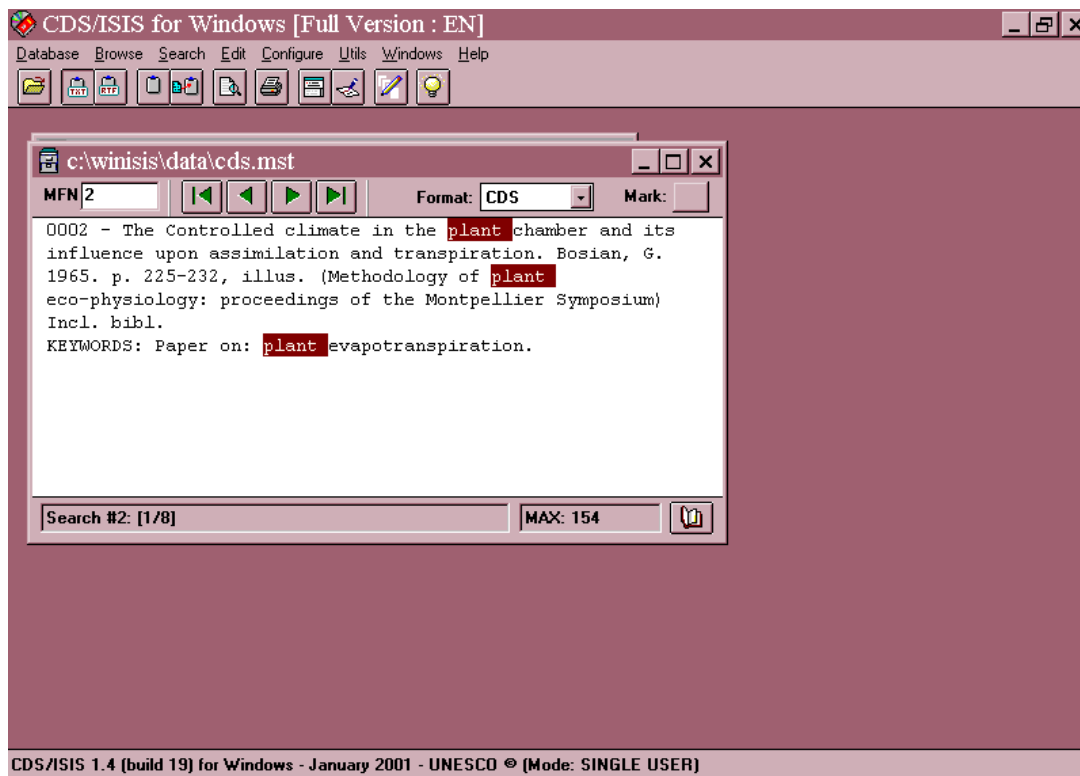 CDS/ISIS for Windows [Full Version : EN]
Database Browse Search Edit Configure Utils Windows Help
TXT RTF
c:\winisis\data\cds.mst
MFN 2 Format: CDS Mark:
0002 - The Controlled climate in the plant chamber and its
influence upon assimilation and transpiration. Bosian, G.
1965. p. 225-232, illus. (Methodology of plant
eco-physiology: proceedings of the Montpellier Symposium)
Incl. bibl.
KEYWORDS: Paper on: plant evapotranspiration.
Search #2: [1/8] MAX: 154
CDS/ISIS 1.4 (build 19) for Windows - January 2001 - UNESCO © (Mode: SINGLE USER)